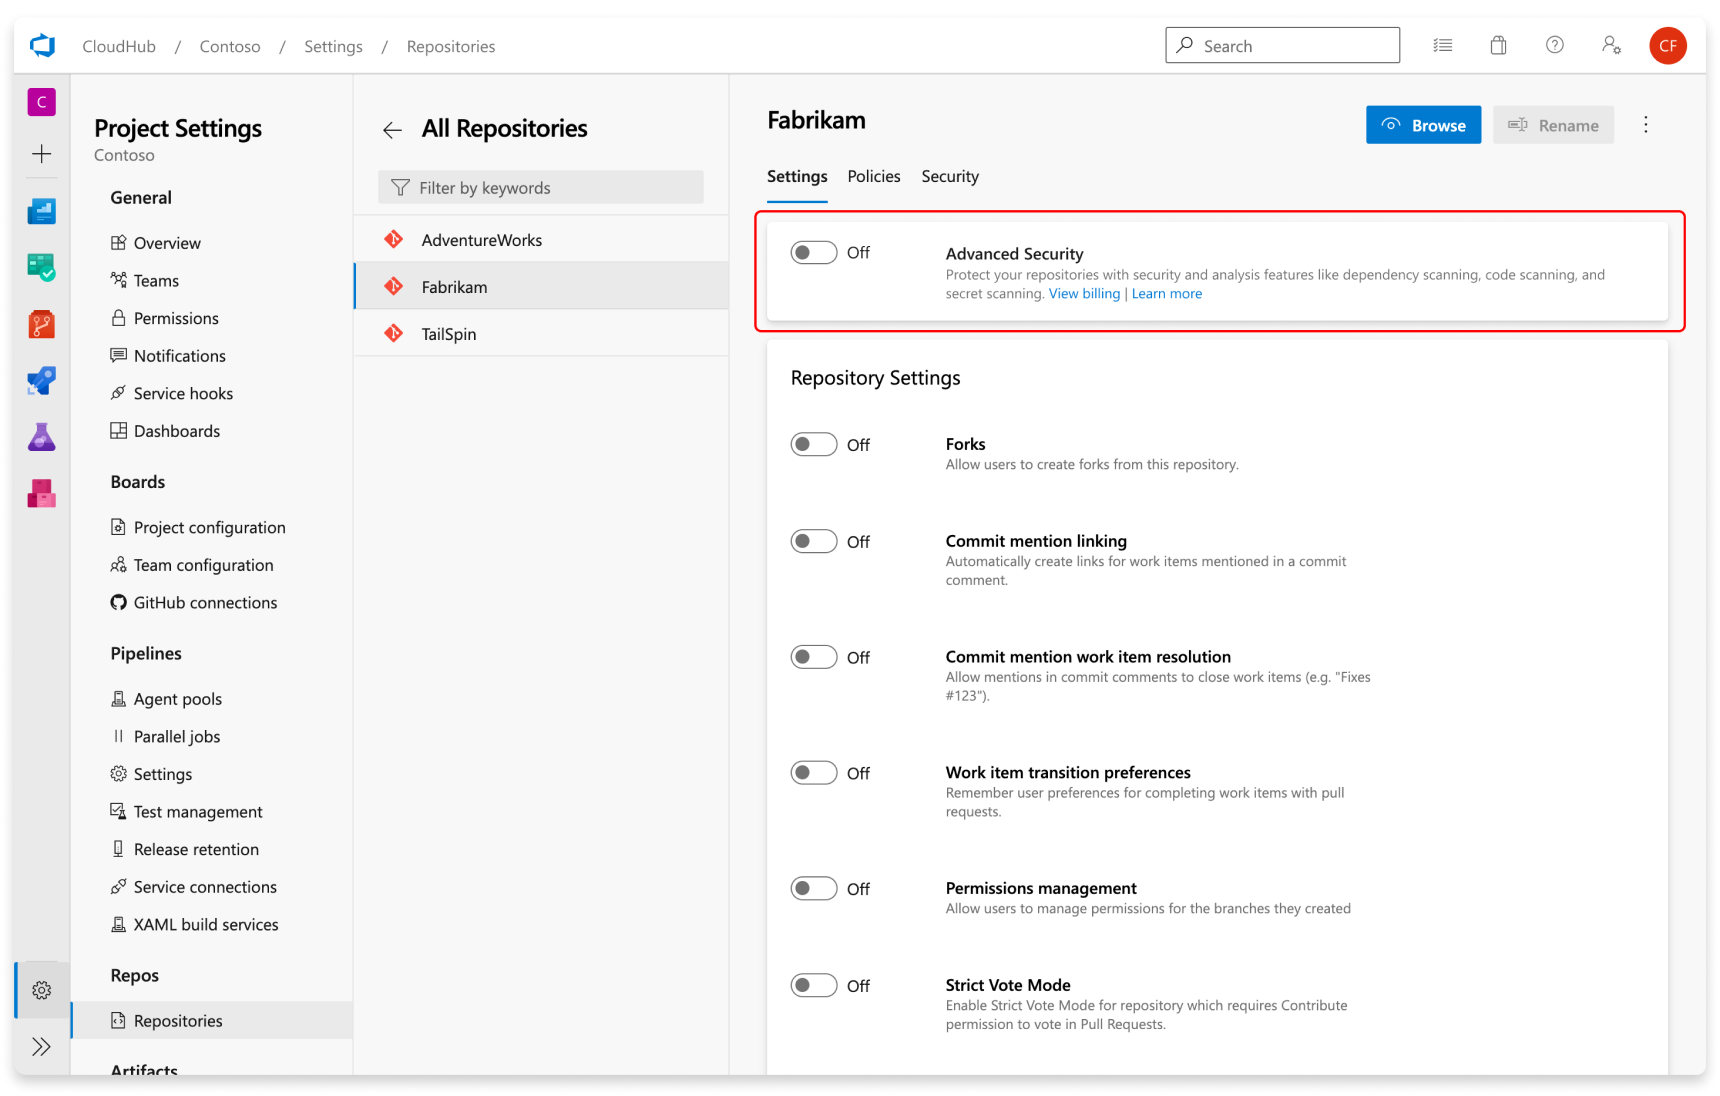 CloudHub / Contoso / Settings / Repositories
Search
CF
C
Project Settings
Contoso
General
Overview
Teams
Permissions
Notifications
Service hooks
Dashboards
Boards
Project configuration
Team configuration
GitHub connections
Pipelines
Agent pools
Parallel jobs
Settings
Test management
Release retention
Service connections
XAML build services
Repos
Repositories
Artifacts
All Repositories
Filter by keywords
AdventureWorks
Fabrikam
TailSpin
Fabrikam
Browse
Rename
Settings Policies Security
Off
Advanced Security
Protect your repositories with security and analysis features like dependency scanning, code scanning, and
secret scanning. View billing | Learn more
Repository Settings
Off
Forks
Allow users to create forks from this repository.
Off
Commit mention linking
Automatically create links for work items mentioned in a commit
comment.
Off
Commit mention work item resolution
Allow mentions in commit comments to close work items (e.g. "Fixes
#123").
Off
Work item transition preferences
Remember user preferences for completing work items with pull
requests.
Off
Permissions management
Allow users to manage permissions for the branches they created
Off
Strict Vote Mode
Enable Strict Vote Mode for repository which requires Contribute
permission to vote in Pull Requests.